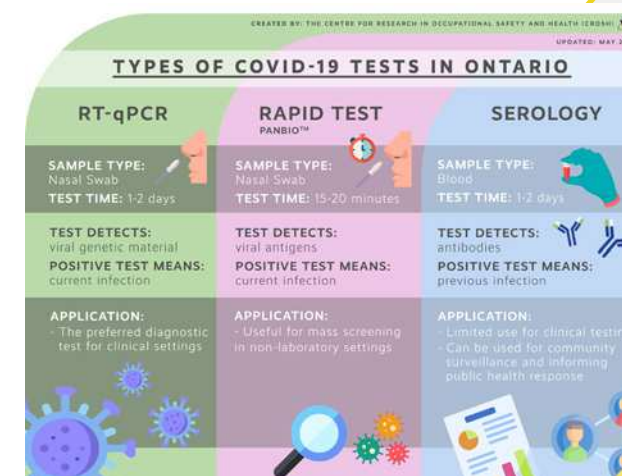 CREATED BY: THE CENTRE FOR RESEARCH IN OCCUPATIONAL SAFETY AND HEALTH (CROSH)
UPDATED: MAY 2
TYPES OF COVID-19 TESTS IN ONTARIO
RT-qPCR
SAMPLE TYPE:
Nasal Swab
TEST TIME: 1-2 days
TEST DETECTS:
viral genetic material
POSITIVE TEST MEANS:
current infection
APPLICATION:
- The preferred diagnostic
test for clinical settings
RAPID TEST
PANBIO™
SAMPLE TYPE:
Nasal Swab
TEST TIME: 15-20 minutes
TEST DETECTS:
viral antigens
POSITIVE TEST MEANS:
current infection
APPLICATION:
- Useful for mass screening
in non-laboratory settings
SEROLOGY
SAMPLE TYPE:
Blood
TEST TIME: 1-2 days
TEST DETECTS:
antibodies
POSITIVE TEST MEANS:
previous infection
APPLICATION:
- Limited use for clinical testin
- Can be used for community
surveillance and informing
public health response